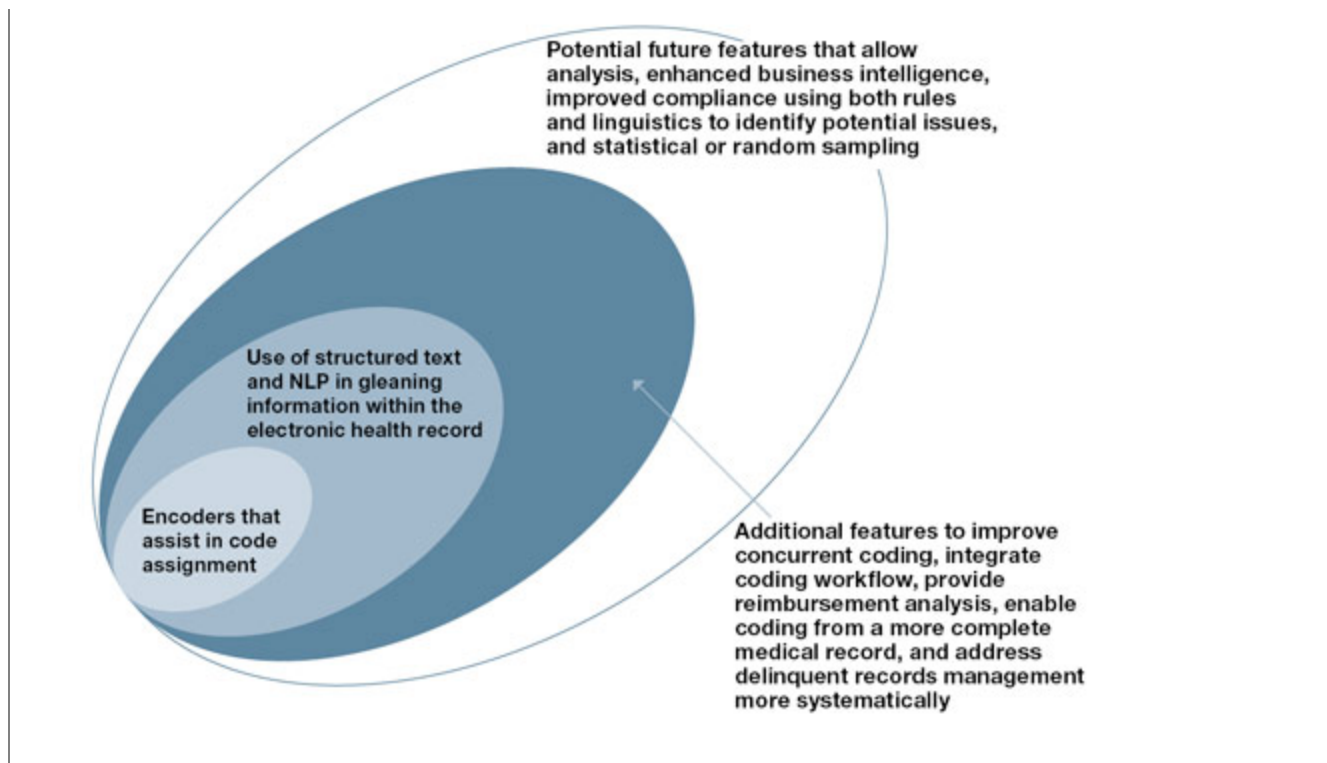 Potential future features that allow
analysis, enhanced business intelligence,
improved compliance using both rules
and linguistics to identify potential issues,
and statistical or random sampling
Use of structured text
and NLP in gleaning
information within the
electronic health record
Encoders that
assist in code
assignment
Additional features to improve
concurrent coding, integrate
coding workflow, provide
reimbursement analysis, enable
coding from a more complete
medical record, and address
delinquent records management
more systematically